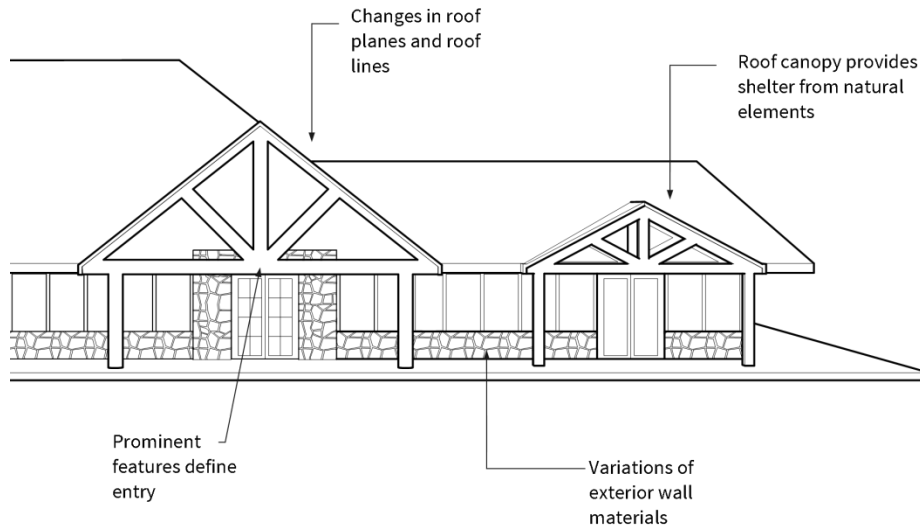 Changes in roof
planes and roof
lines
Roof canopy provides
shelter from natural
elements
Prominent
features define
entry
Variations of
exterior wall
materials